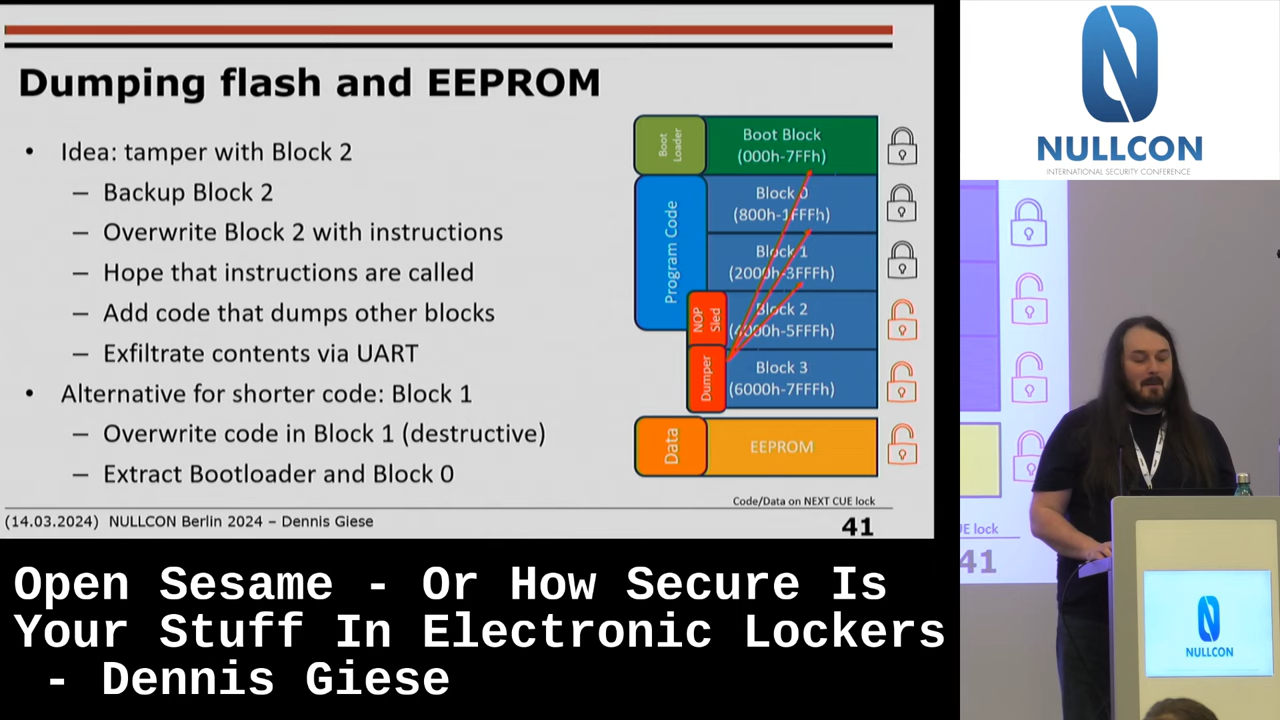 Dumping flash and EEPROM
• Idea: tamper with Block 2
– Backup Block 2
– Overwrite Block 2 with instructions
– Hope that instructions are called
– Add code that dumps other blocks
– Exfiltrate contents via UART
• Alternative for shorter code: Block 1
– Overwrite code in Block 1 (destructive)
– Extract Bootloader and Block 0
Boot
Loader
Boot Block
(000h-7FFh)
Program Code
Block 0
(800h-1FFFh)
Block 1
(2000h-3FFFh)
NOP
Sled
Block 2
(4000h-5FFFh)
Dumper
Block 3
(6000h-7FFFh)
Data
EEPROM
Code/Data on NEXT CUE lock
(14.03.2024) NULLCON Berlin 2024 – Dennis Giese
41
NULLCON
INTERNATIONAL SECURITY CONFERENCE
UE lock
41
NULLCON
Open Sesame - Or How Secure Is
Your Stuff In Electronic Lockers
- Dennis Giese